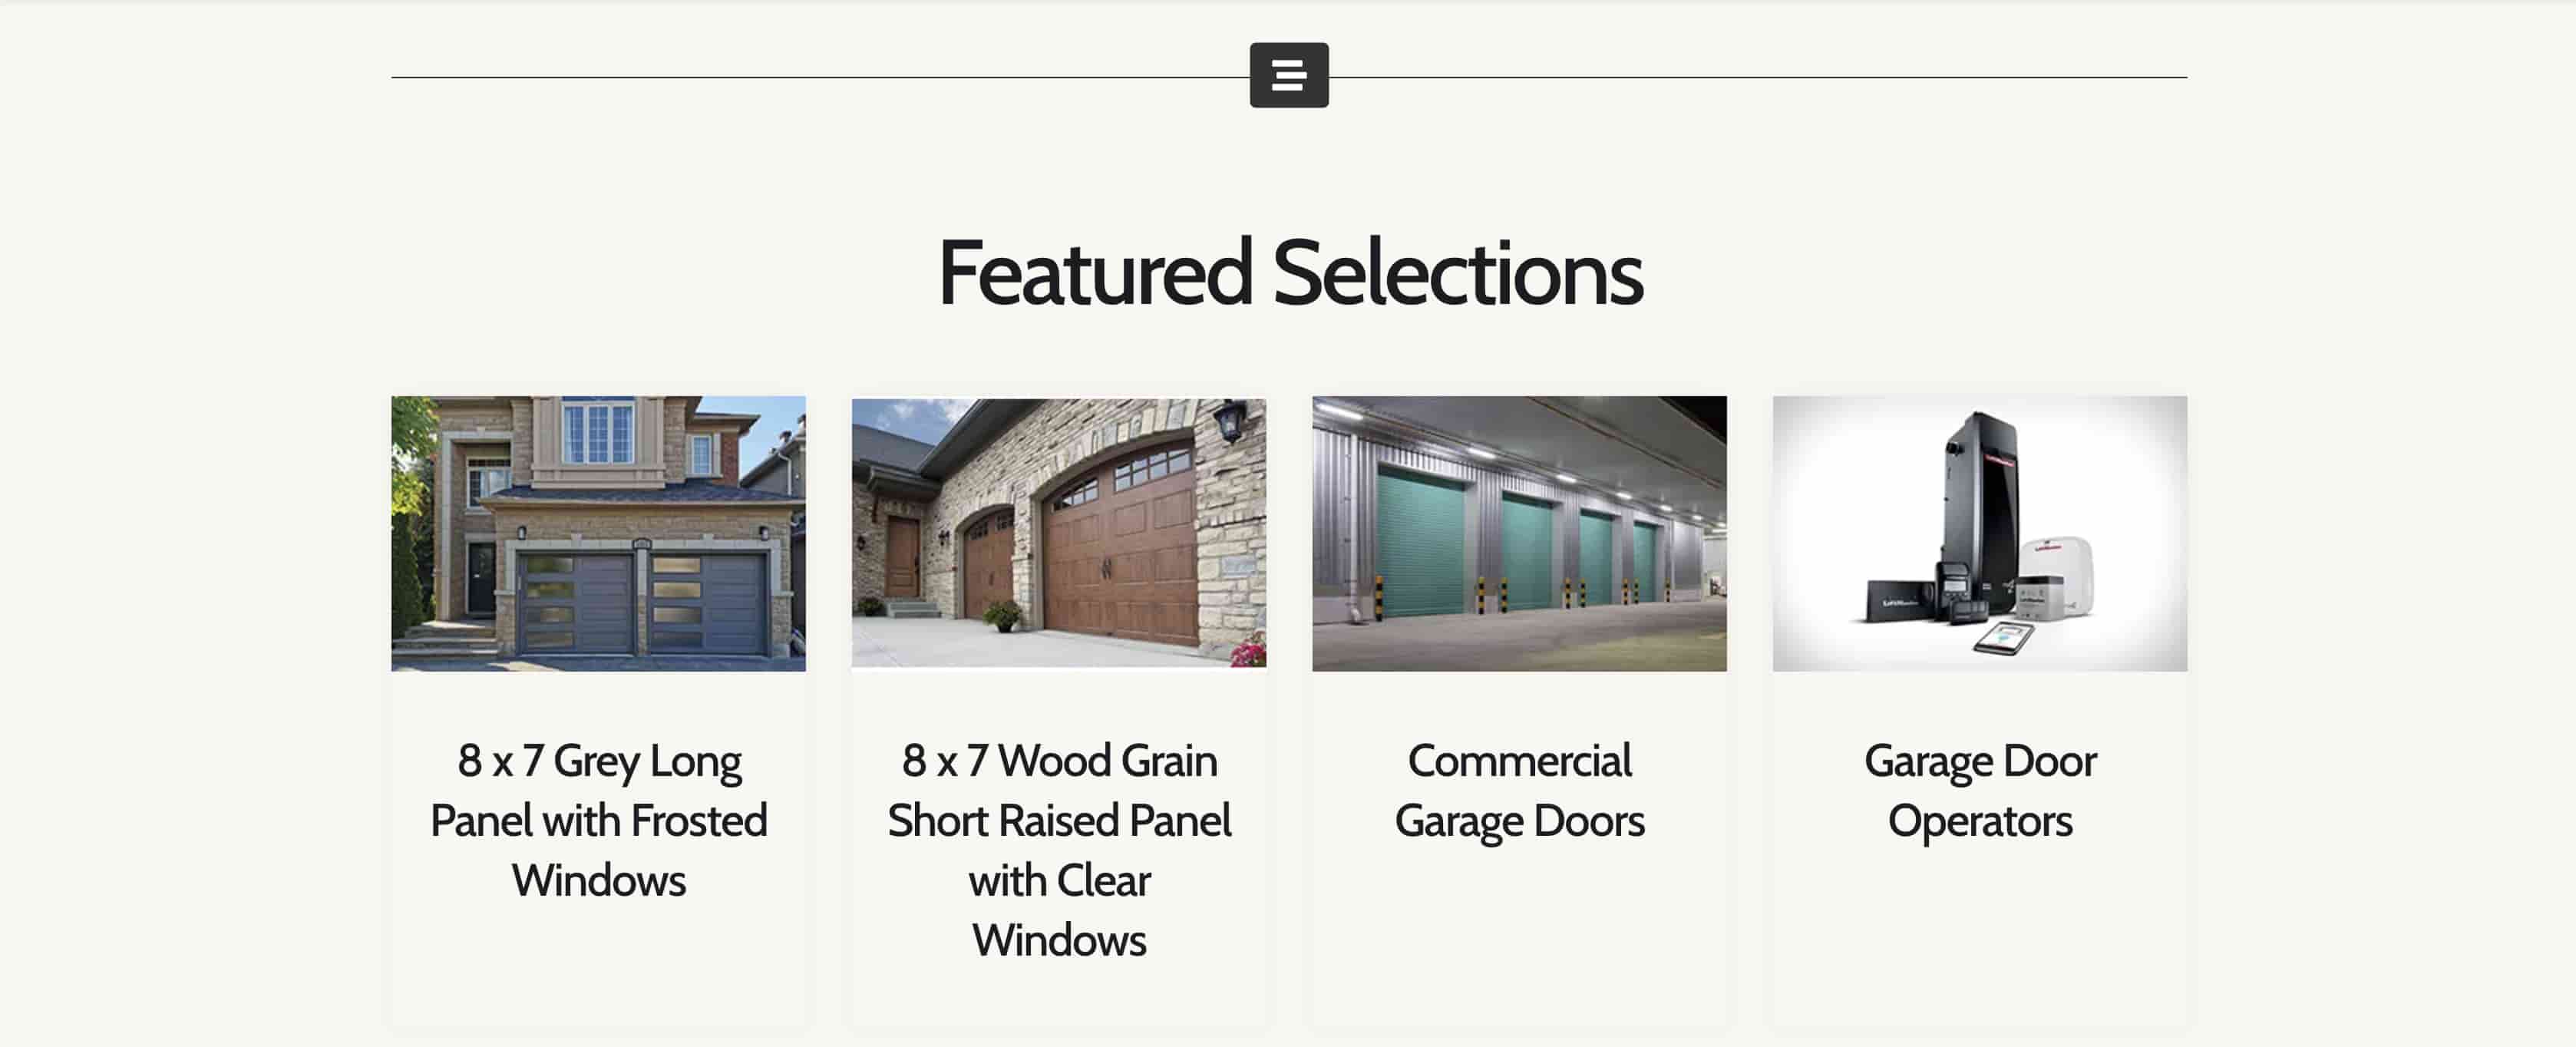 Featured Selections
8 x 7 Grey Long
Panel with Frosted
Windows
8 x 7 Wood Grain
Short Raised Panel
with Clear
Windows
Commercial
Garage Doors
LiftMaster
Garage Door
Operators